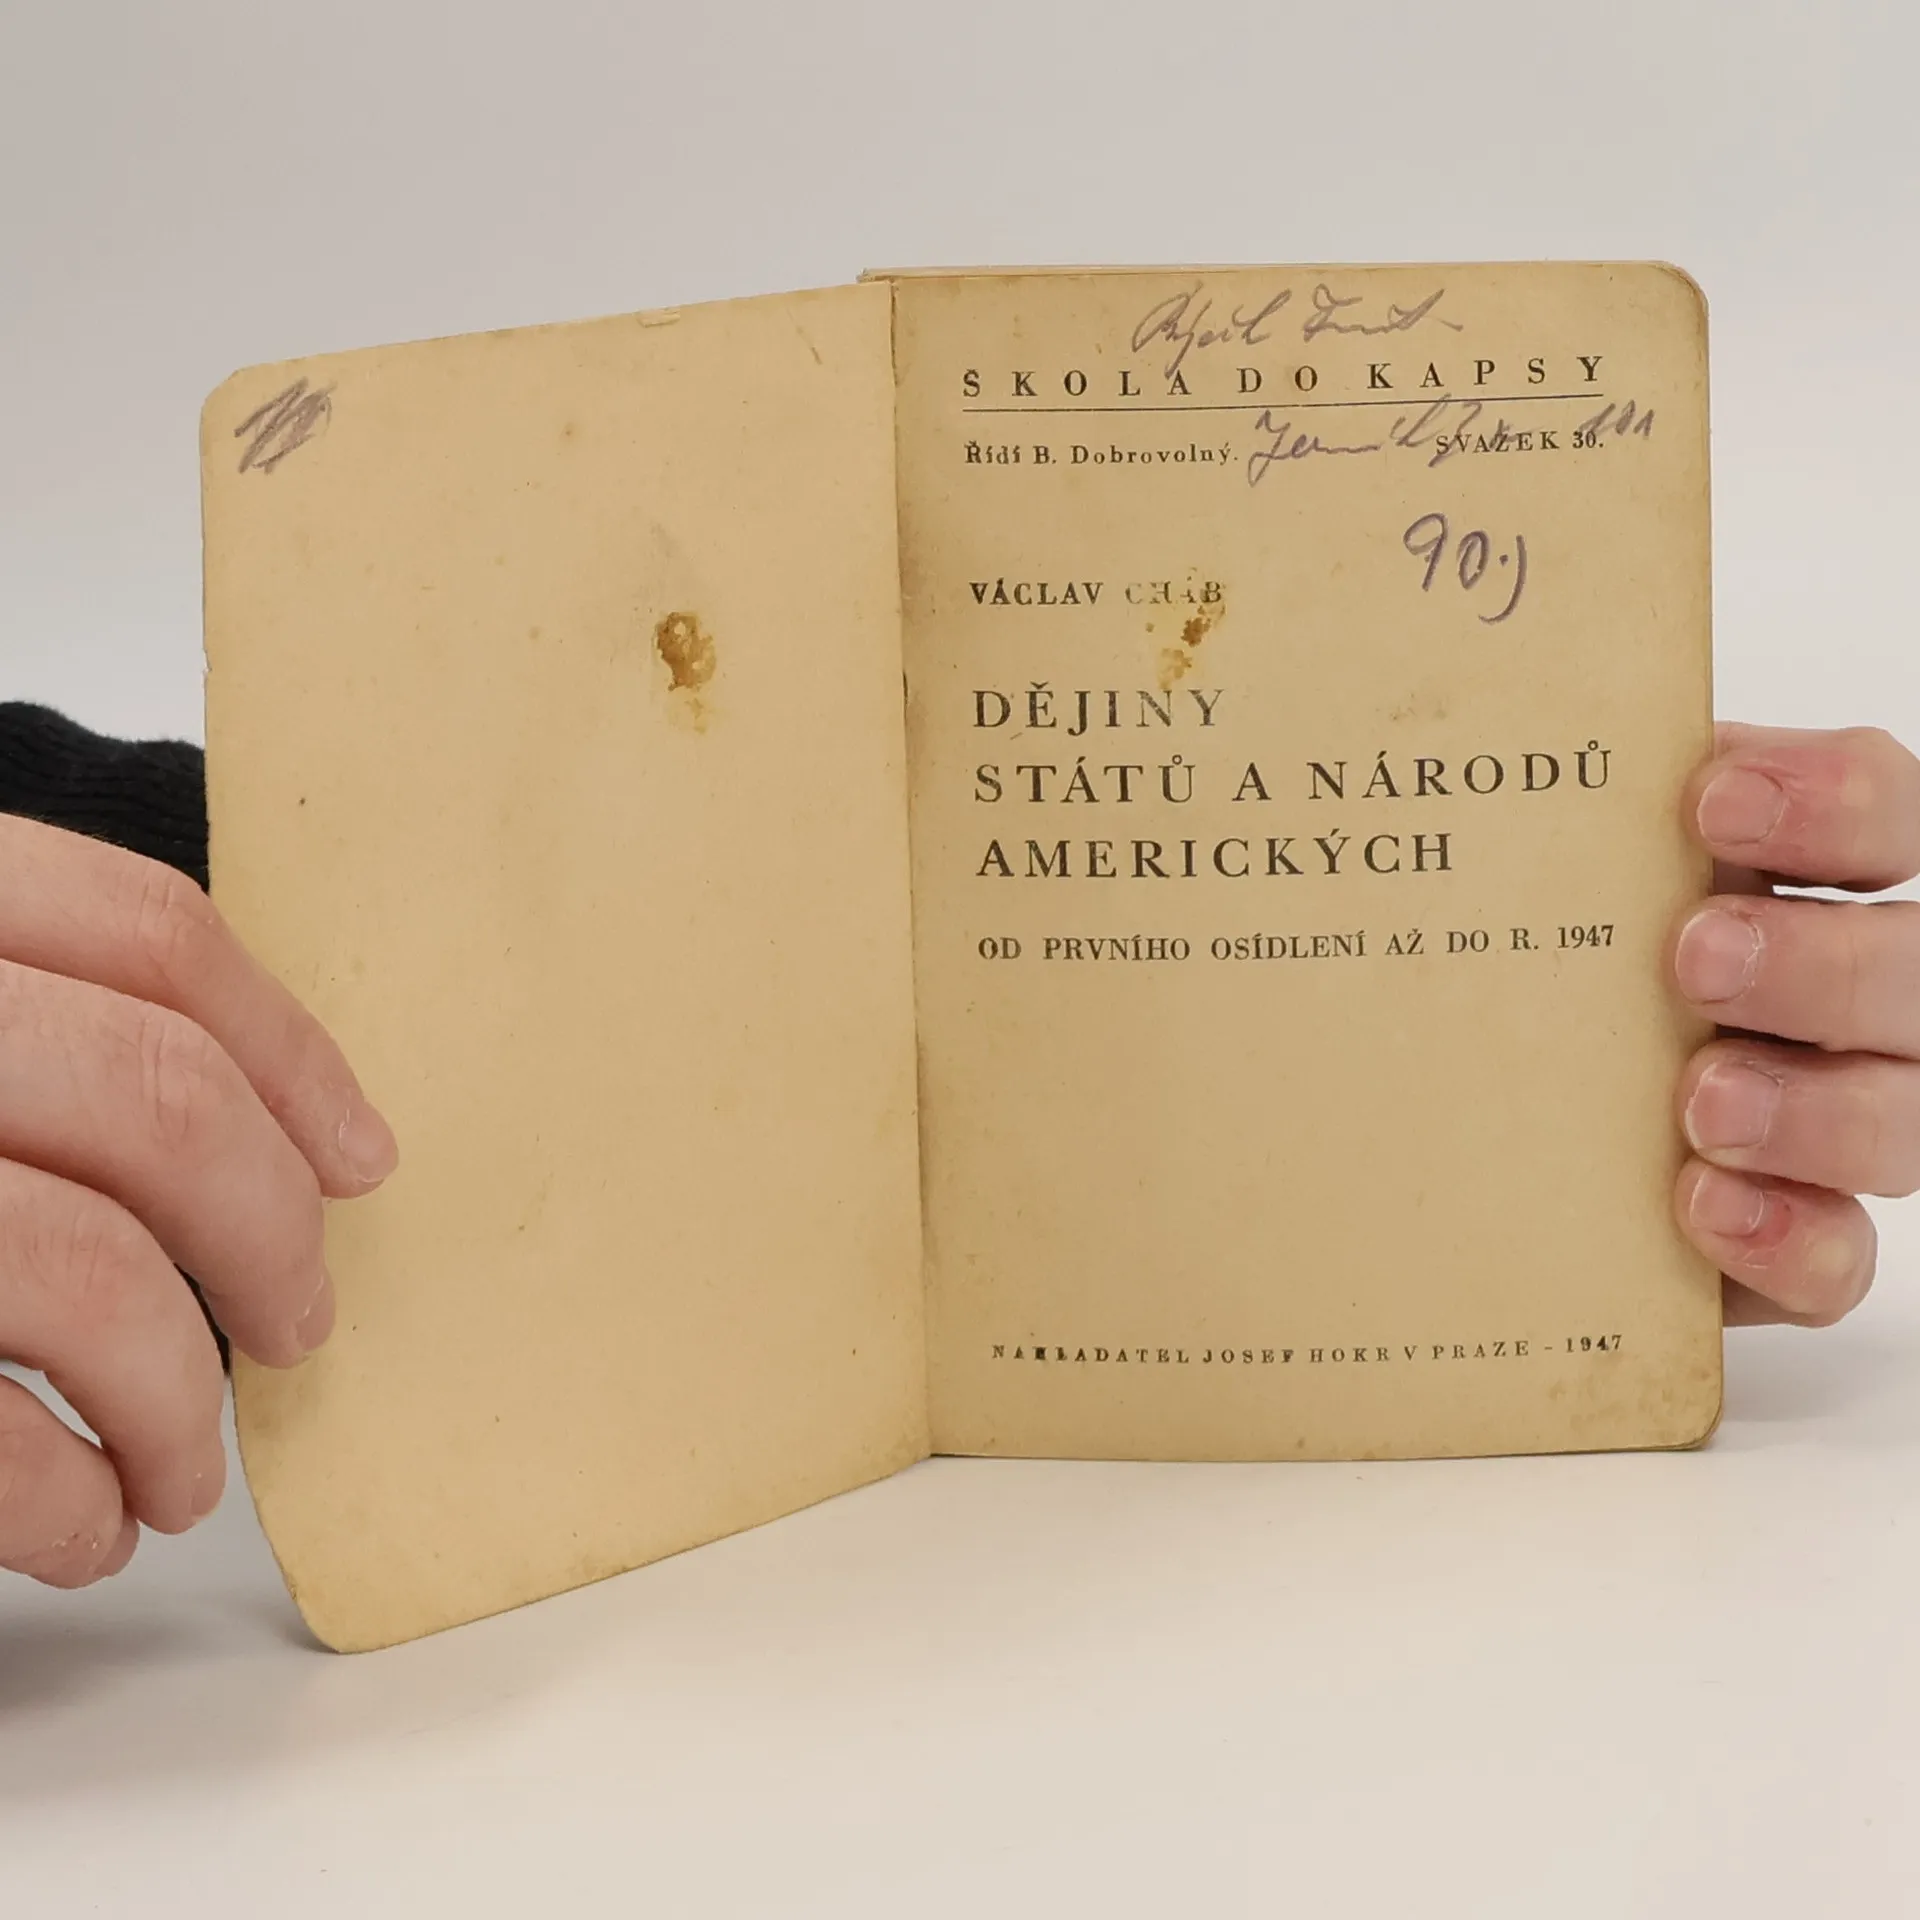 ŠKOLA DO KAPSY
Řídí B. Dobrovolný. SVAZEK 30.
90.)
VÁCLAV CHÁB
DĚJINY
STÁTŮ A NÁRODŮ
AMERICKÝCH
OD PRVNÍHO OSÍDLENÍ AŽ DO R. 1947
NAKLADATEL JOSEF HOKR V PRAZE - 1947